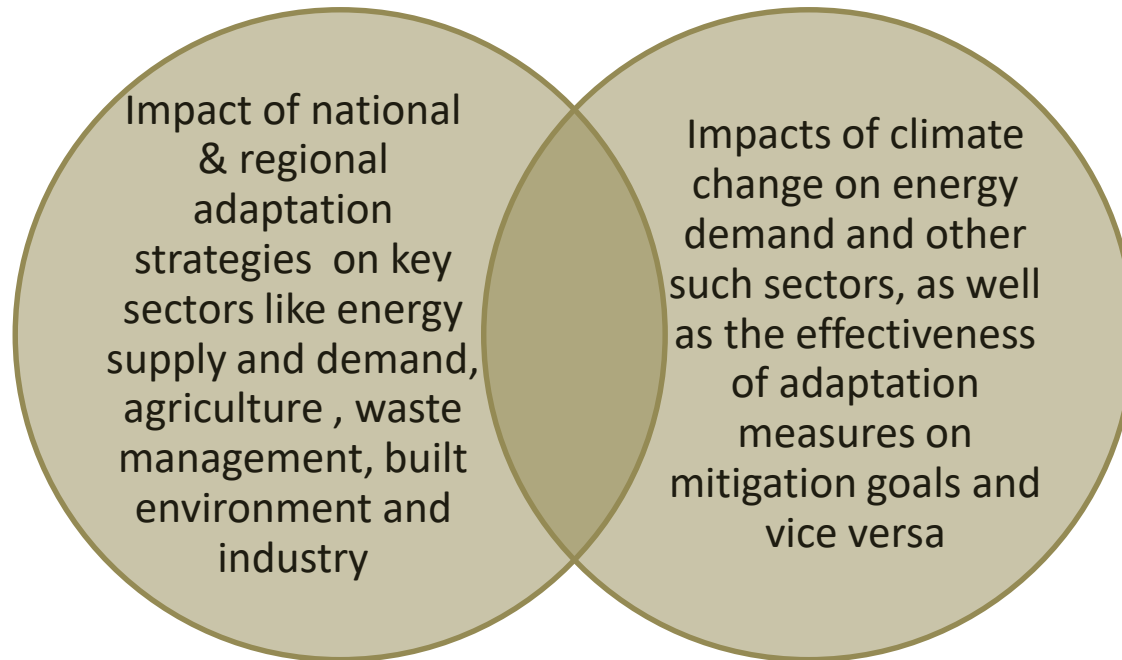 Impact of national
& regional
adaptation
strategies  on key
sectors like energy
supply and demand,
agriculture , waste
management, built
environment and
industry
Impacts of climate
change on energy
demand and other
such sectors, as well
as the effectiveness
of adaptation
measures on
mitigation goals and
vice versa